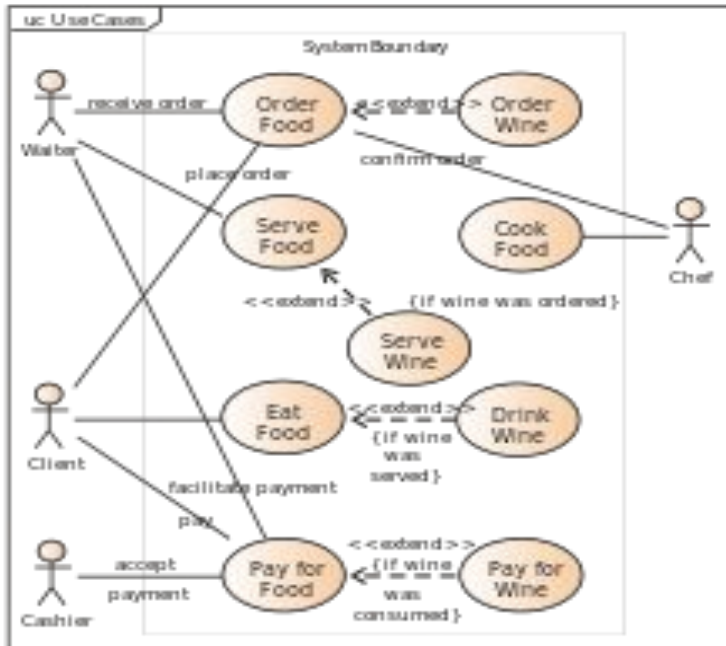 uc UseCases
SystemBoundary
Waiter
receive order
Order
Food
<<extend>>
Order
Wine
place order
confirm order
Serve
Food
Cook
Food
Chef
<<extend>>
{if wine was ordered}
Serve
Wine
Client
Eat
Food
<<extend>>
{if wine
was
served}
Drink
Wine
facilitate payment
pay
Cashier
accept
payment
Pay for
Food
<<extend>>
{if wine
was
consumed}
Pay for
Wine